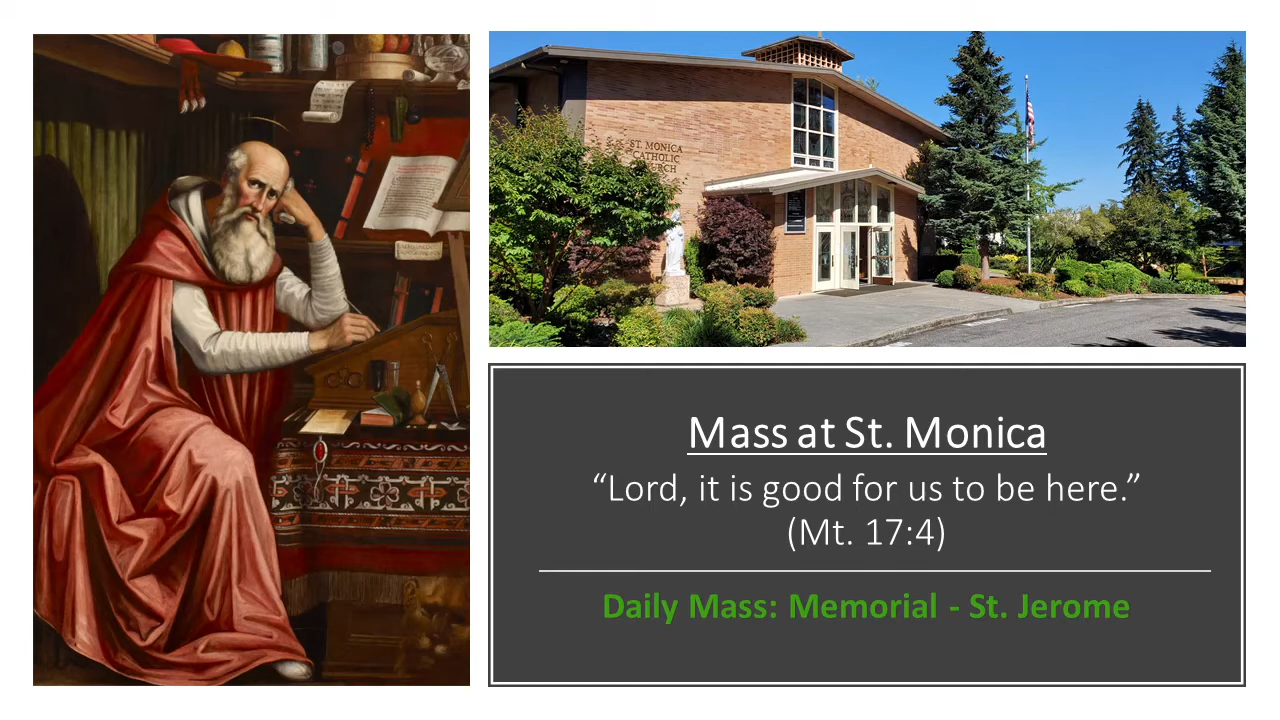 ST. MONICA
CATHOLIC
CHURCH
Mass at St. Monica
“Lord, it is good for us to be here.”
(Mt. 17:4)
Daily Mass: Memorial - St. Jerome